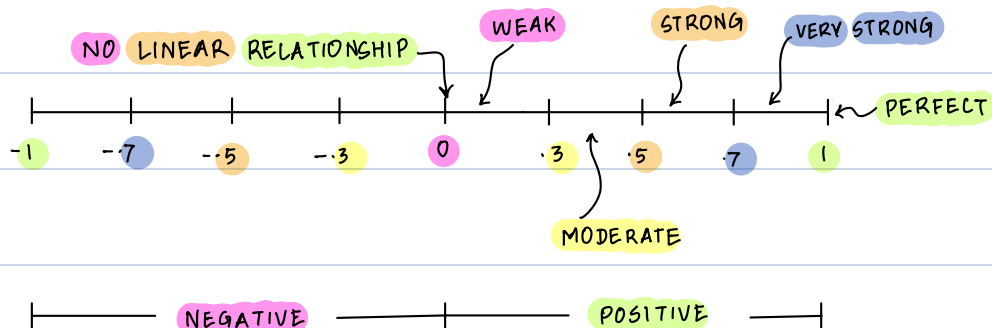 WEAK
STRONG
VERY STRONG
NO LINEAR RELATIONSHIP
PERFECT
-1 -.7 -.5 -.3 0 .3 .5 .7 1
MODERATE
NEGATIVE
POSITIVE